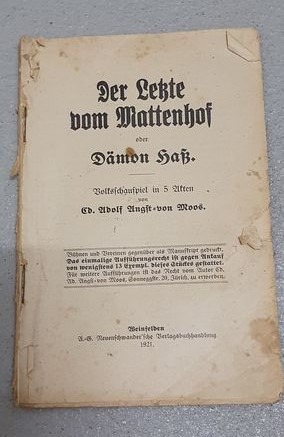 Der Letzte
vom Mattenhof
oder
Dämon Haß.
Volksschauspiel in 5 Akten
von
Ed. Adolf Angst-von Moos.
Bühnen und Vereinen gegenüber als Manuskript gedruckt.
Das einmalige Aufführungsrecht ist gegen Ankauf
von wenigstens 13 Exempl. dieses Stückes gestattet.
Für weitere Aufführungen ist das Recht vom Autor Ed.
Ad. Angst-von Moos, Sonneggstr. 20, Zürich, zu erwerben.
Weinfelden
A.-G. Neuenschwander'sche Verlagsbuchhandlung
1921.